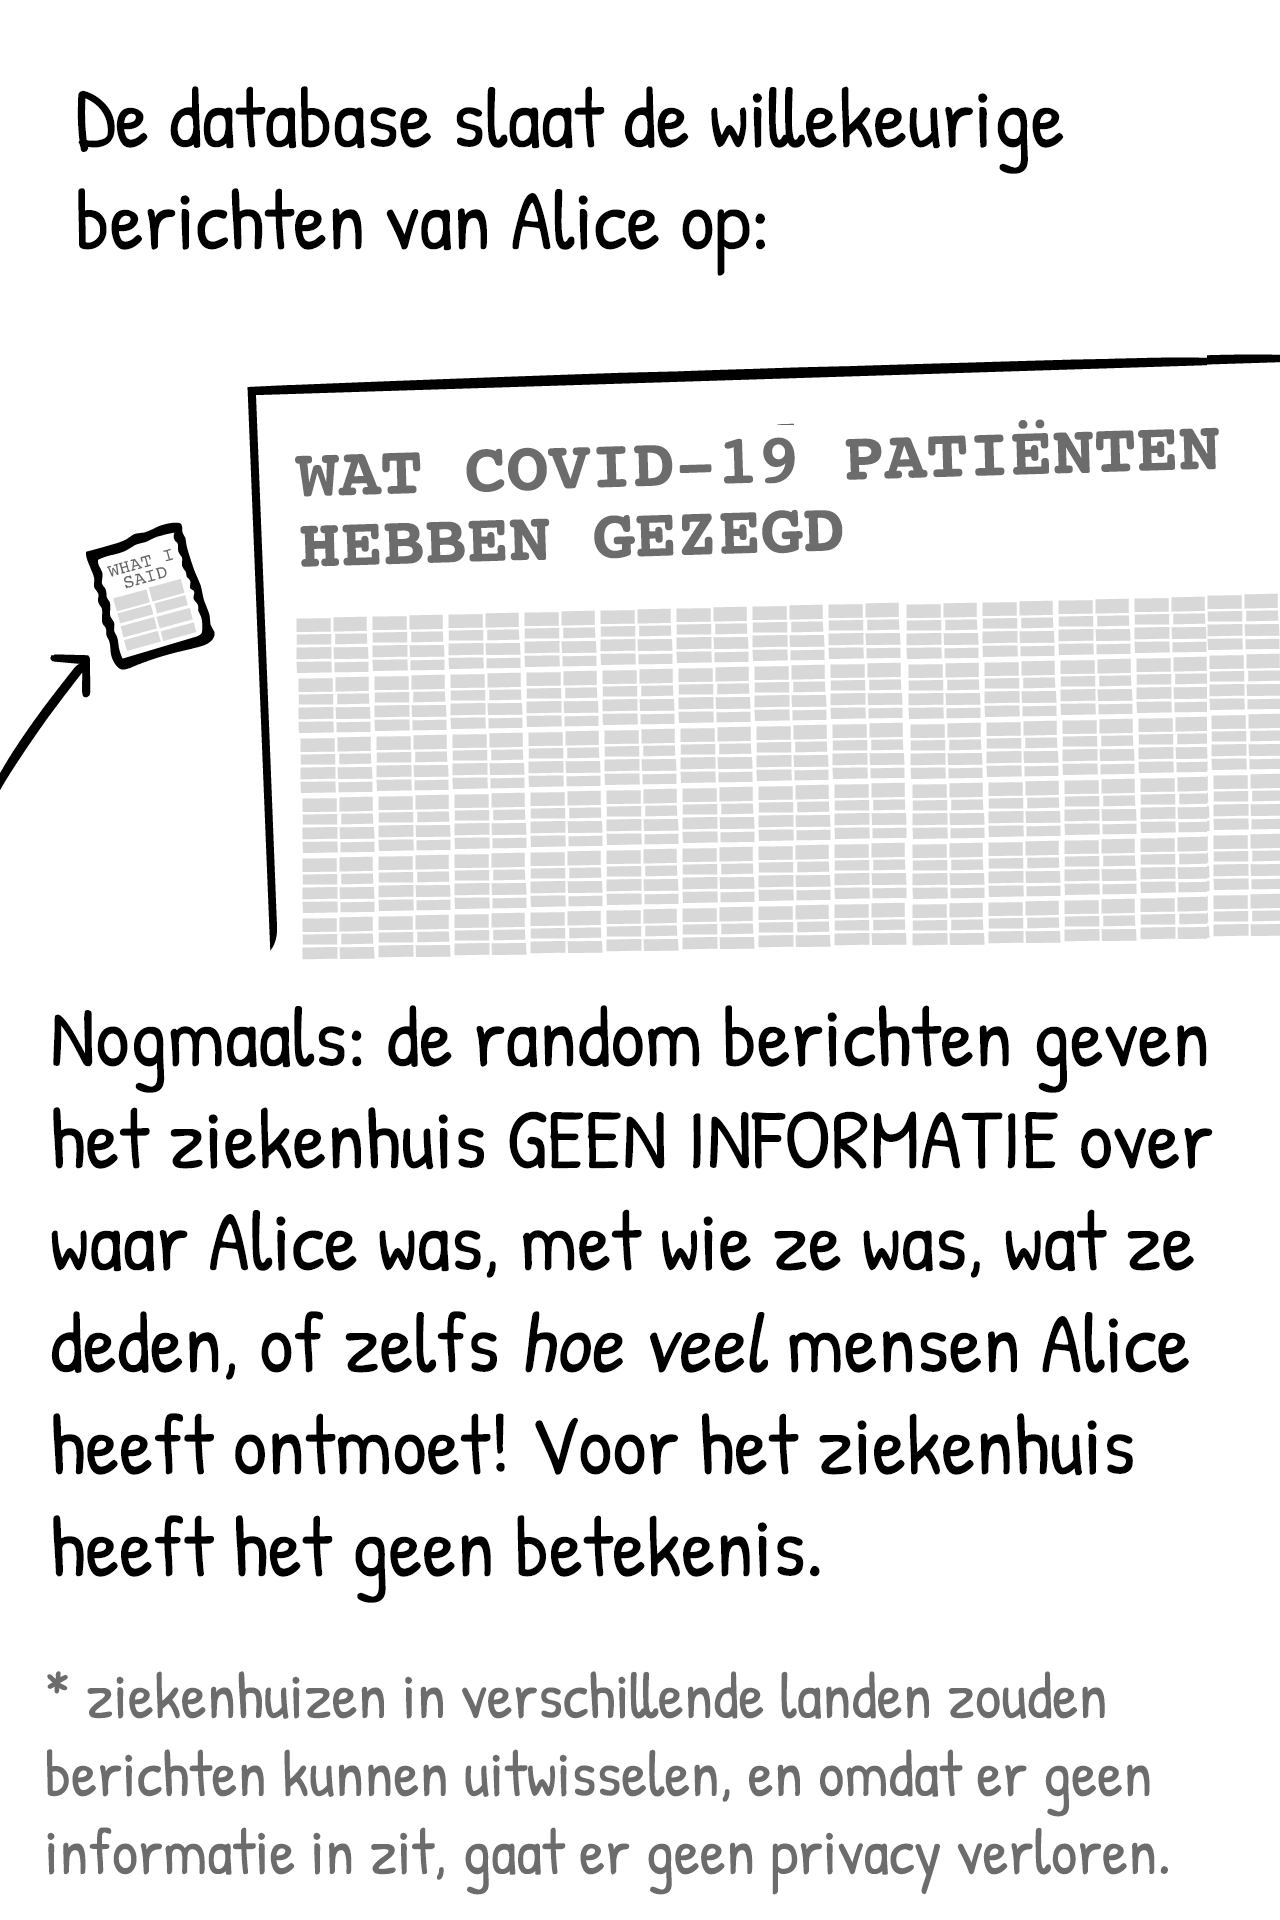 De database slaat de willekeurige
berichten van Alice op:
WAT COVID-19 PATIËNTEN
HEBBEN GEZEGD
WHAT I
SAID
Nogmaals: de random berichten geven
het ziekenhuis GEEN INFORMATIE over
waar Alice was, met wie ze was, wat ze
deden, of zelfs hoe veel mensen Alice
heeft ontmoet! Voor het ziekenhuis
heeft het geen betekenis.
* ziekenhuizen in verschillende landen zouden
berichten kunnen uitwisselen, en omdat er geen
informatie in zit, gaat er geen privacy verloren.